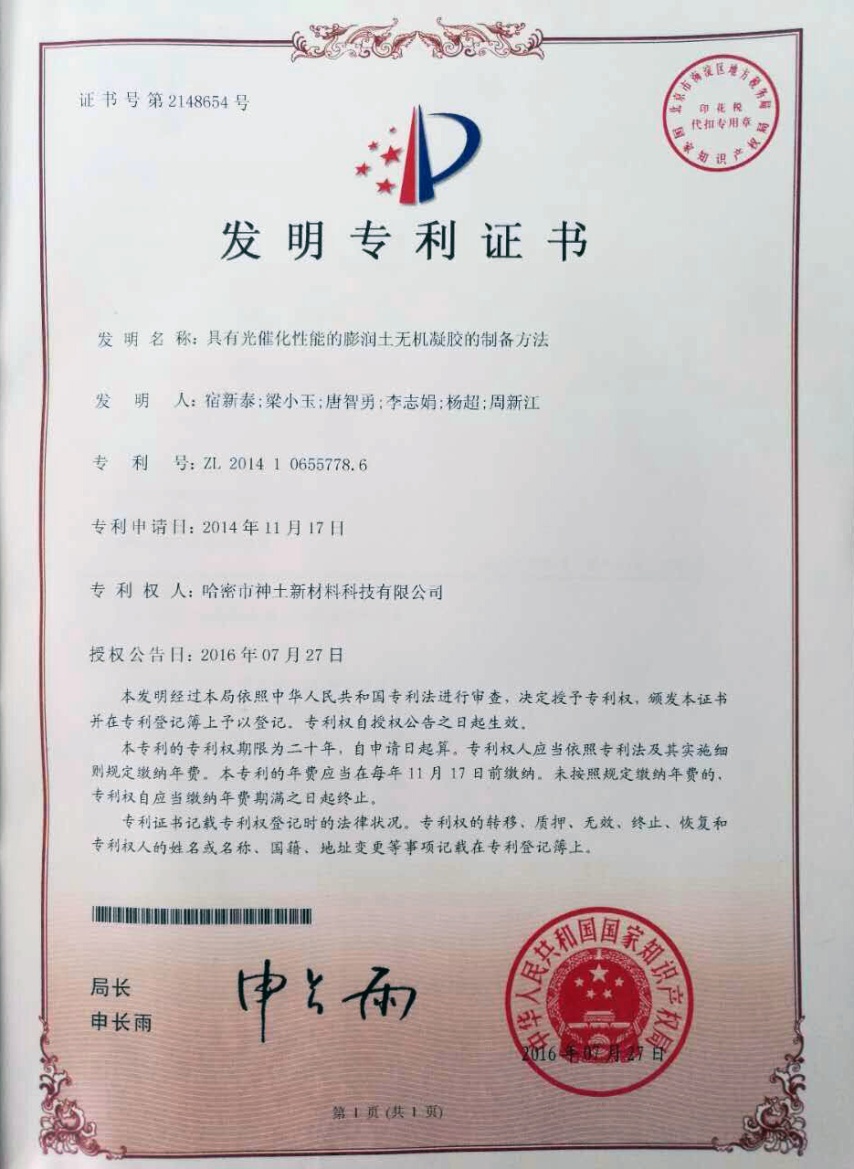 证书号第2148654号
北京市海淀区地方税务局
印花税
代扣专用章
国家知识产权局
发明专利证书
发明名称：具有光催化性能的膨润土无机凝胶的制备方法
发明人：宿新泰;梁小玉;唐智勇;李志娟;杨超;周新江
专利号：ZL 2014 1 0655778.6
专利申请日：2014年11月17日
专利权人：哈密市神土新材料科技有限公司
授权公告日：2016年07月27日
本发明经过本局依照中华人民共和国专利法进行审查，决定授予专利权，颁发本证书
并在专利登记簿上予以登记。专利权自授权公告之日起生效。
本专利的专利权期限为二十年，自申请日起算。专利权人应当依照专利法及其实施细
则规定缴纳年费。本专利的年费应当在每年11月17日前缴纳。未按照规定缴纳年费的，
专利权自应当缴纳年费期满之日起终止。
专利证书记载专利权登记时的法律状况。专利权的转移、质押、无效、终止、恢复和
专利权人的姓名或名称、国籍、地址变更等事项记载在专利登记簿上。
局长
申长雨
申长雨
中华人民共和国国家知识产权局
2016年07月27日
第1页(共1页)